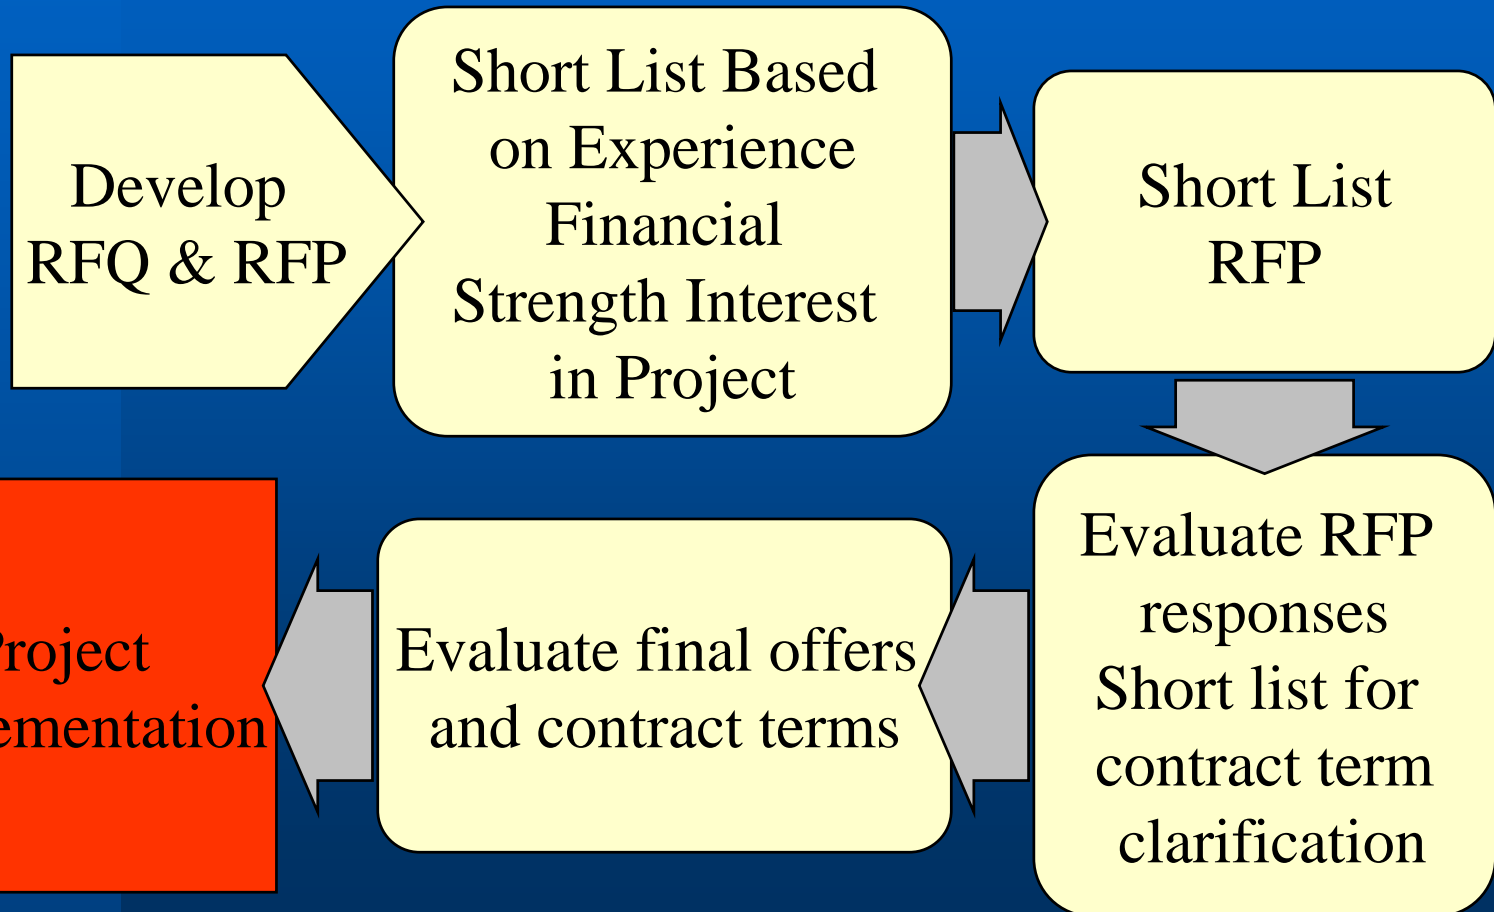 Develop
RFQ & RFP
Short List Based
on Experience
Financial
Strength Interest
in Project
Short List
RFP
Evaluate RFP
responses
Short list for
contract term
clarification
Evaluate final offers
and contract terms
Project
ementation